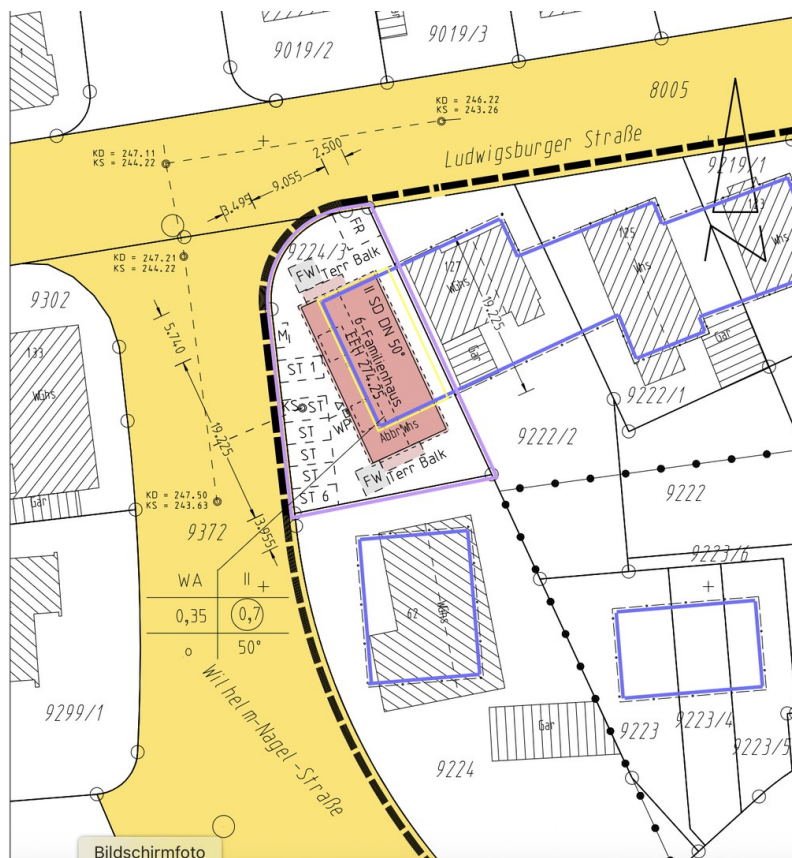 1
9019/2
9019/3
KD = 246.22
KS = 243.26
8005
KD = 247.11
KS = 244.22
2.500
9.055
3.495
Ludwigsburger Straße
9219/1
123
Whs
125
Whs
127
Wühs
19.225
Gar
Gar
KD = 247.21
KS = 244.22
9224/3
FR
FW
Terr Balk
II SD DN 50°
6-Familienhaus
EFH 274.25
9302
133
Wühs
Gar
5.740
19.225
3.955
ST 1
KS
ST
WP
ST
ST
ST
ST 6
Abbr.Whs
FW
Terr Balk
9222/1
9222/2
9222
9223/6
KD = 247.50
KS = 243.63
9372
WA
II
0,35
0,7
o
50°
62
Wühs
Wilhelm-Nagel-Straße
9299/1
Gar
9223
9223/4
9223/5
9224
Bildschirmfoto